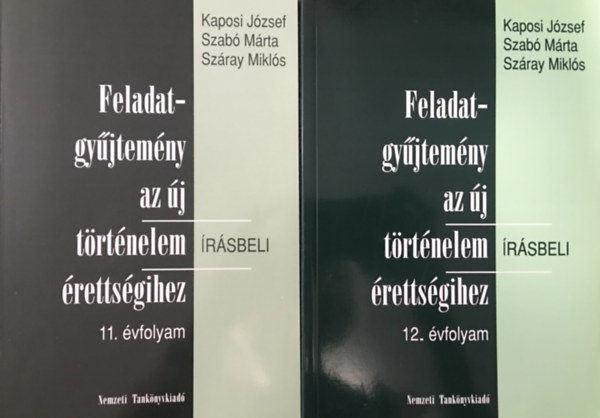 Kaposi József
Szabó Márta
Száray Miklós
Feladat-
gyűjtemény
az új
történelem
érettségihez
ÍRÁSBELI
11. évfolyam
Nemzeti Tankönyvkiadó
Kaposi József
Szabó Márta
Száray Miklós
Feladat-
gyűjtemény
az új
történelem
érettségihez
ÍRÁSBELI
12. évfolyam
Nemzeti Tankönyvkiadó